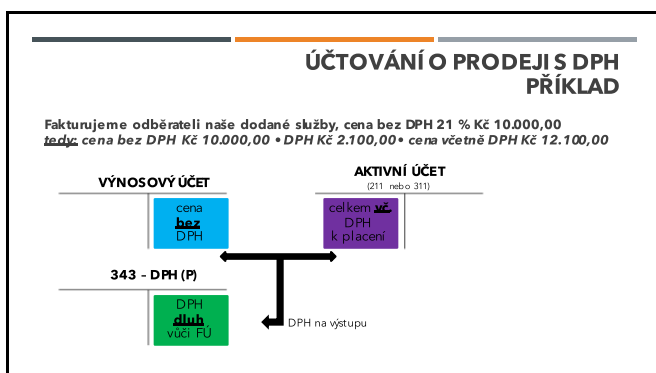 ÚČTOVÁNÍ O PRODEJI S DPH
PŘÍKLAD
Fakturujeme odběrateli naše dodané služby, cena bez DPH 21 % Kč 10.000,00
tedy: cena bez DPH Kč 10.000,00 • DPH Kč 2.100,00 • cena včetně DPH Kč 12.100,00
VÝNOSOVÝ ÚČET
cena
bez
DPH
AKTIVNÍ ÚČET
(211 nebo 311)
celkem vč.
DPH
k placení
343 – DPH (P)
DPH
dluh
vůči FÚ
DPH na výstupu